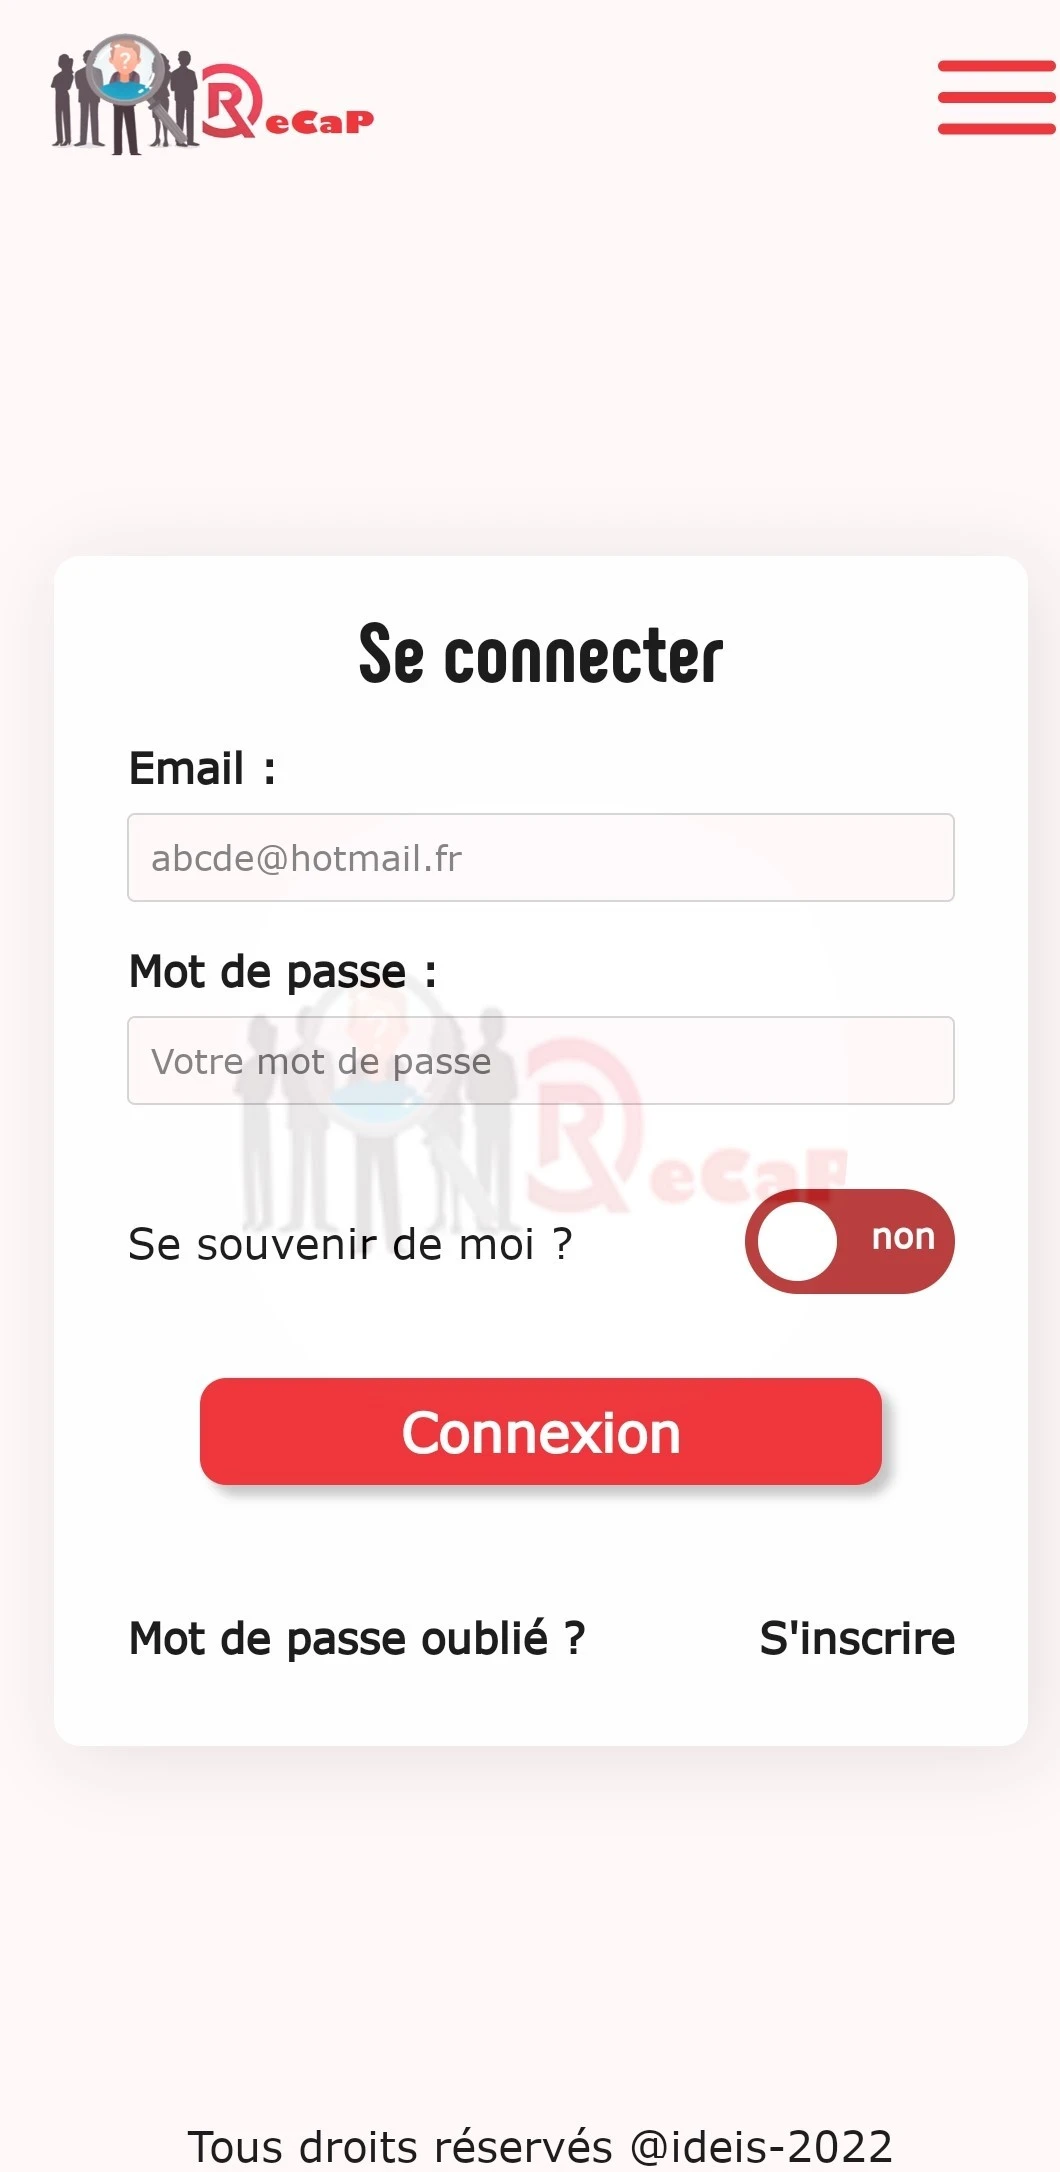 ReCaP
Se connecter
Email :
abcde@hotmail.fr
Mot de passe :
Votre mot de passe
ReCaP
Se souvenir de moi ?
non
Connexion
Mot de passe oublié ?
S'inscrire
Tous droits réservés @ideis-2022